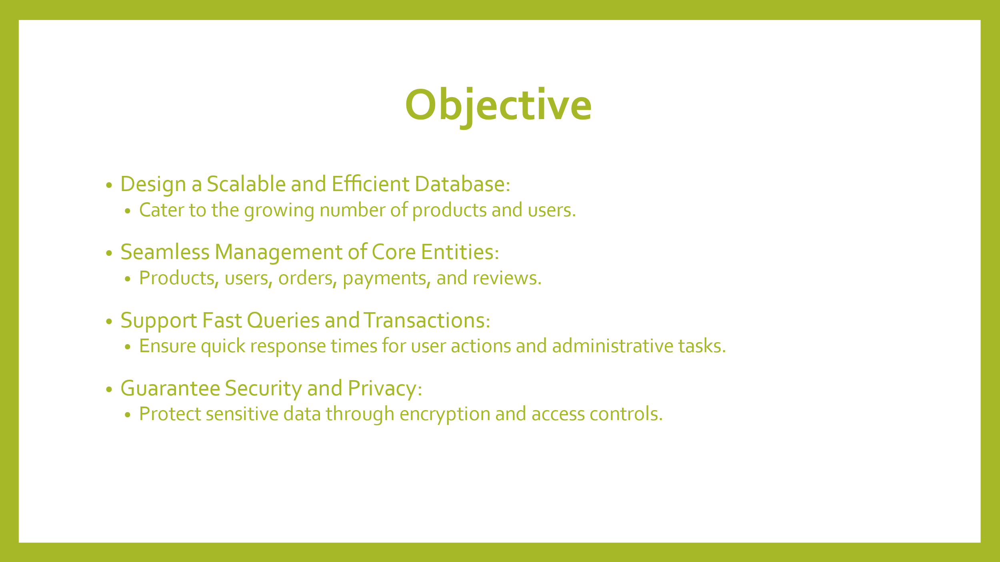 Objective
• Design a Scalable and Efficient Database:
• Cater to the growing number of products and users.
• Seamless Management of Core Entities:
• Products, users, orders, payments, and reviews.
• Support Fast Queries and Transactions:
• Ensure quick response times for user actions and administrative tasks.
• Guarantee Security and Privacy:
• Protect sensitive data through encryption and access controls.